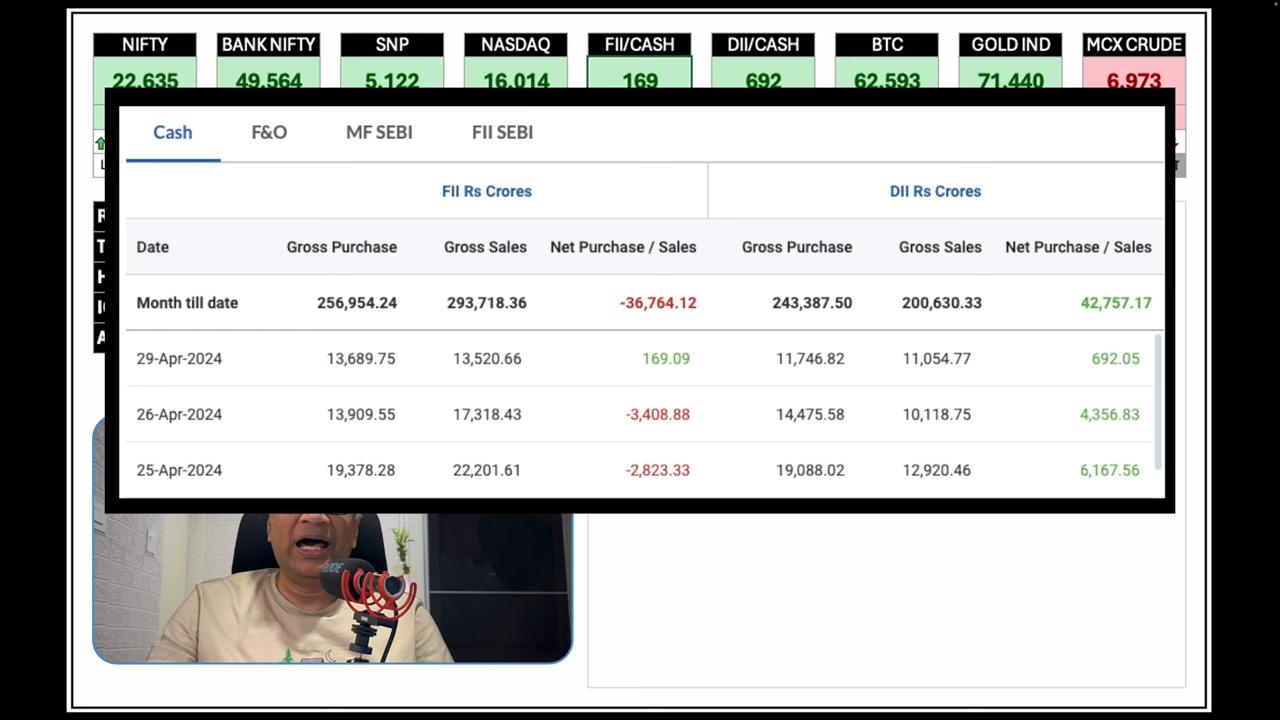 NIFTY BANK NIFTY SNP NASDAQ FII/CASH DII/CASH BTC GOLD IND MCX CRUDE
22,635 49,564 5,122 16,014 169 692 62,593 71,440 6,973
Cash F&O MF SEBI FII SEBI
FII Rs Crores DII Rs Crores
Date Gross Purchase Gross Sales Net Purchase / Sales Gross Purchase Gross Sales Net Purchase / Sales
Month till date 256,954.24 293,718.36 -36,764.12 243,387.50 200,630.33 42,757.17
29-Apr-2024 13,689.75 13,520.66 169.09 11,746.82 11,054.77 692.05
26-Apr-2024 13,909.55 17,318.43 -3,408.88 14,475.58 10,118.75 4,356.83
25-Apr-2024 19,378.28 22,201.61 -2,823.33 19,088.02 12,920.46 6,167.56
RODE